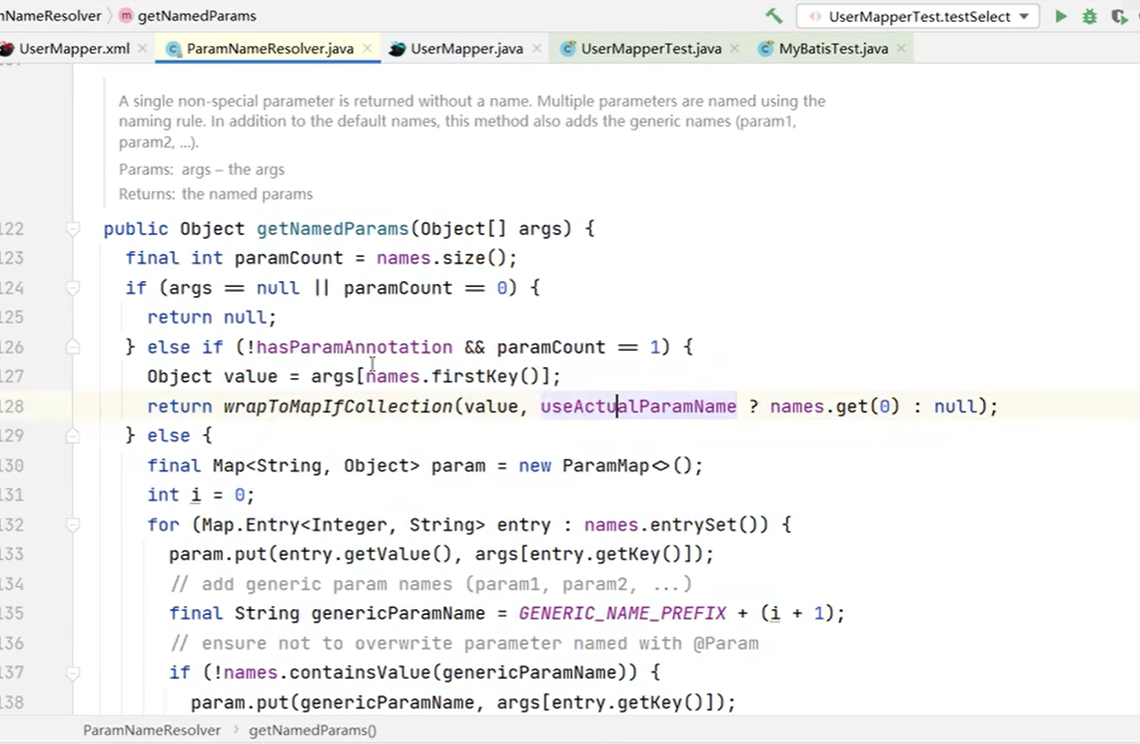 mNameResolver > getNamedParams UserMapperTest.testSelect
UserMapper.xml ParamNameResolver.java UserMapper.java UserMapperTest.java MyBatisTest.java
A single non-special parameter is returned without a name. Multiple parameters are named using the
naming rule. In addition to the default names, this method also adds the generic names (param1,
param2, ...).
Params: args – the args
Returns: the named params
122 public Object getNamedParams(Object[] args) {
123 final int paramCount = names.size();
124 if (args == null || paramCount == 0) {
125 return null;
126 } else if (!hasParamAnnotation && paramCount == 1) {
127 Object value = args[names.firstKey()];
128 return wrapToMapIfCollection(value, useActualParamName ? names.get(0) : null);
129 } else {
130 final Map<String, Object> param = new ParamMap<>();
131 int i = 0;
132 for (Map.Entry<Integer, String> entry : names.entrySet()) {
133 param.put(entry.getValue(), args[entry.getKey()]);
134 // add generic param names (param1, param2, ...)
135 final String genericParamName = GENERIC_NAME_PREFIX + (i + 1);
136 // ensure not to overwrite parameter named with @Param
137 if (!names.containsValue(genericParamName)) {
138 param.put(genericParamName, args[entry.getKey()]);
ParamNameResolver > getNamedParams()